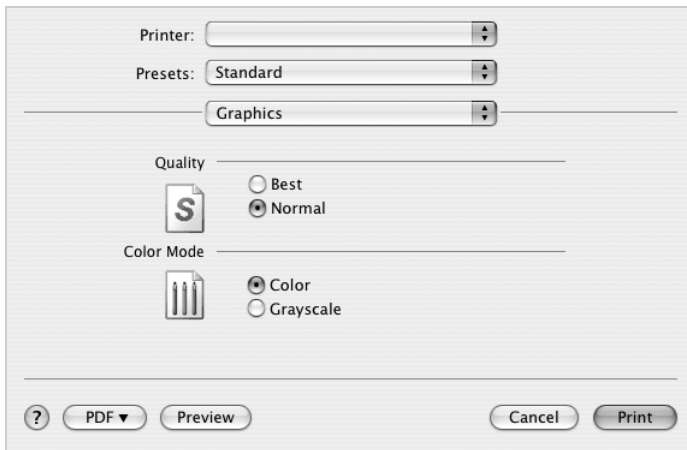 Printer:
Presets: Standard
Graphics
Quality
Best
S Normal
Color Mode
Color
Grayscale
? PDF▼ Preview Cancel Print